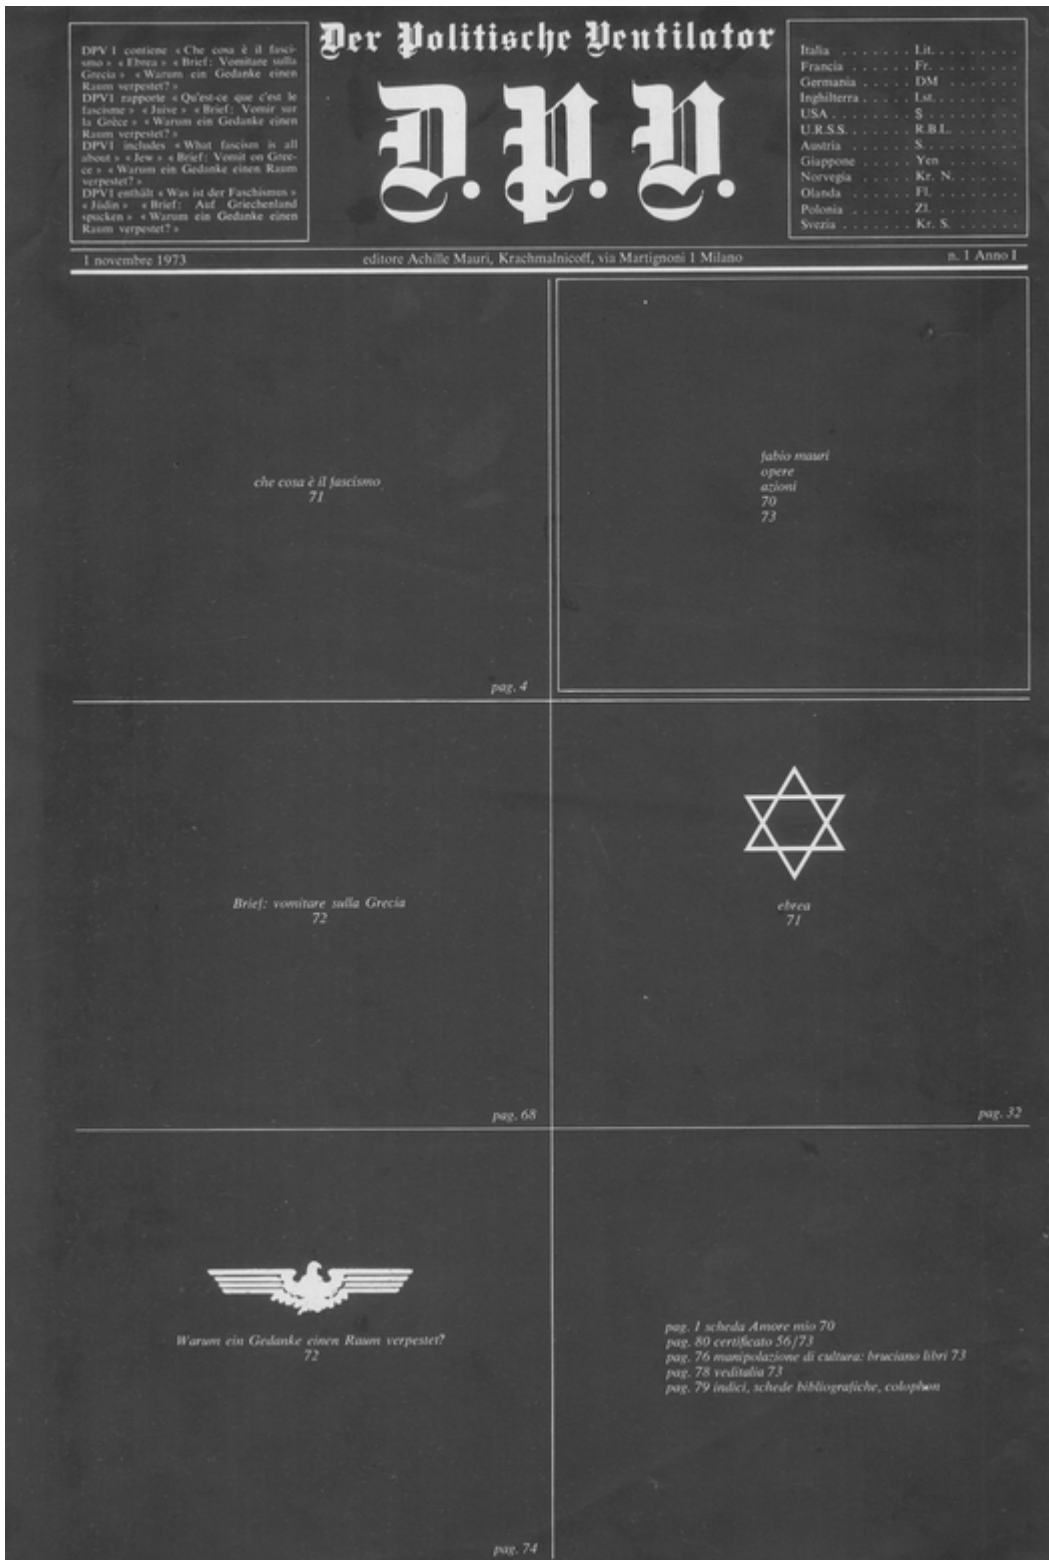 DPV1 contiene «Che cosa è il fasci-
smo» «Ebrea» «Brief: Vomitare sulla
Grecia» «Warum ein Gedanke einen
Raum verpestet?»
DPV1 rapporte «Qu'est-ce que c'est le
fascisme» «Juive» «Brief: Vomir sur
la Grèce» «Warum ein Gedanke einen
Raum verpestet?»
DPV1 includes «What fascism is all
about» «Jew» «Brief: Vomit on Gree-
ce» «Warum ein Gedanke einen Raum
verpestet?»
DPV1 enthält «Was ist der Faschismus»
«Jüdin» «Brief: Auf Griechenland
spucken» «Warum ein Gedanke einen
Raum verpestet?»
Der Politische Ventilator
D.P.V.
Italia . . . . . . . Lit. . . . . . . .
Francia . . . . . . Fr. . . . . . . . .
Germania . . . . . . DM . . . . . . . .
Inghilterra . . . . . Lst. . . . . . . .
USA . . . . . . . . $ . . . . . . . .
U.R.S.S. . . . . . . R.B.L. . . . . . .
Austria . . . . . . S. . . . . . . . .
Giappone . . . . . . Yen . . . . . . .
Norvegia . . . . . . Kr. N. . . . . . .
Olanda . . . . . . . Fl. . . . . . . .
Polonia . . . . . . Zl. . . . . . . .
Svezia . . . . . . . Kr. S. . . . . . .
1 novembre 1973 editore Achille Mauri, Krachmalnicoff, via Martignoni 1 Milano n. 1 Anno I
che cosa è il fascismo
71
pag. 4
fabio mauri
opere
azioni
70
73
Brief: vomitare sulla Grecia
72
pag. 68
ebrea
71
pag. 32
Warum ein Gedanke einen Raum verpestet?
72
pag. 74
pag. 1 scheda Amore mio 70
pag. 80 certificato 56/73
pag. 76 manipolazione di cultura: bruciano libri 73
pag. 78 veditalia 73
pag. 79 indici, schede bibliografiche, colophon